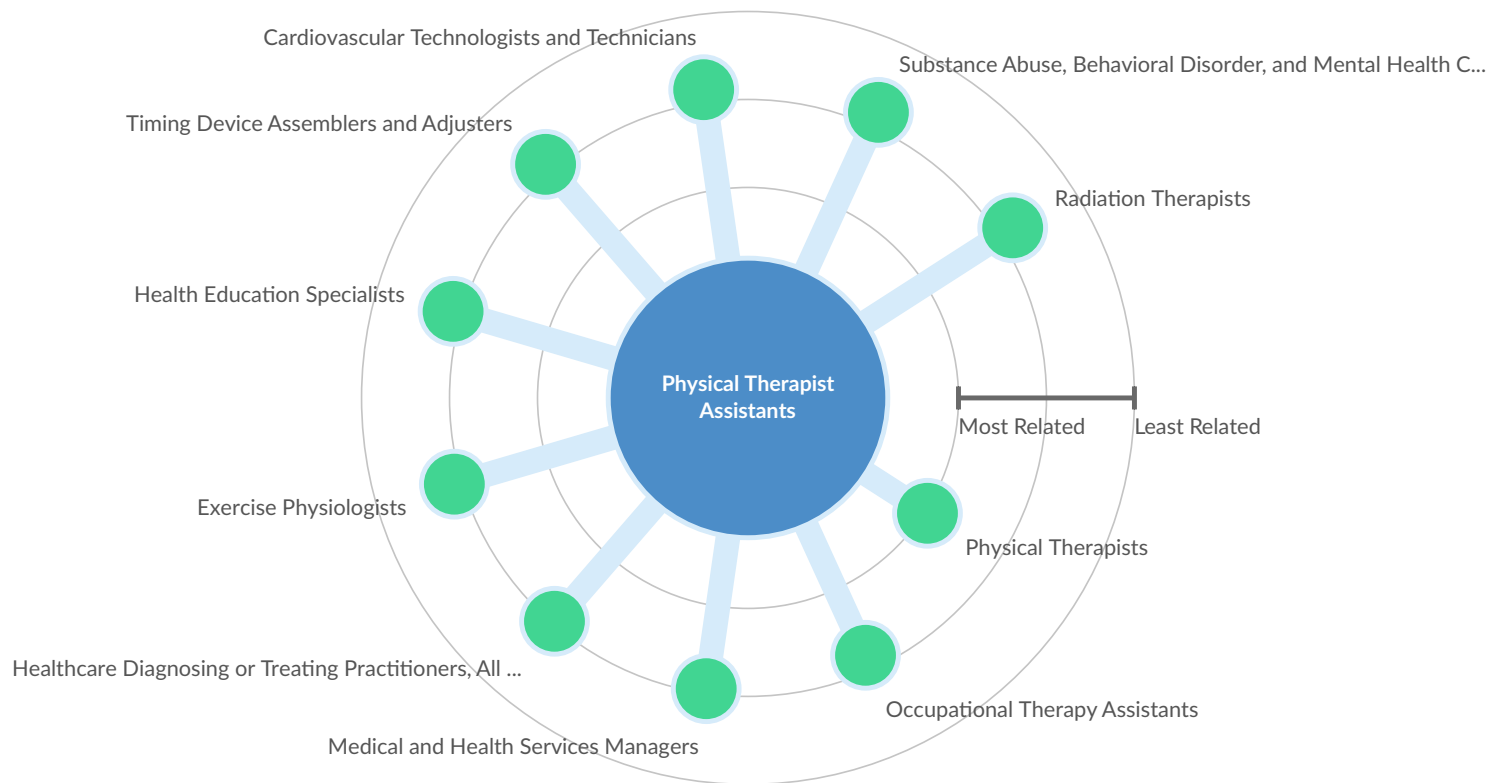 Cardiovascular Technologists and Technicians
Substance Abuse, Behavioral Disorder, and Mental Health C...
Timing Device Assemblers and Adjusters
Radiation Therapists
Health Education Specialists
Physical Therapist
Assistants
Most Related
Least Related
Exercise Physiologists
Physical Therapists
Healthcare Diagnosing or Treating Practitioners, All ...
Occupational Therapy Assistants
Medical and Health Services Managers